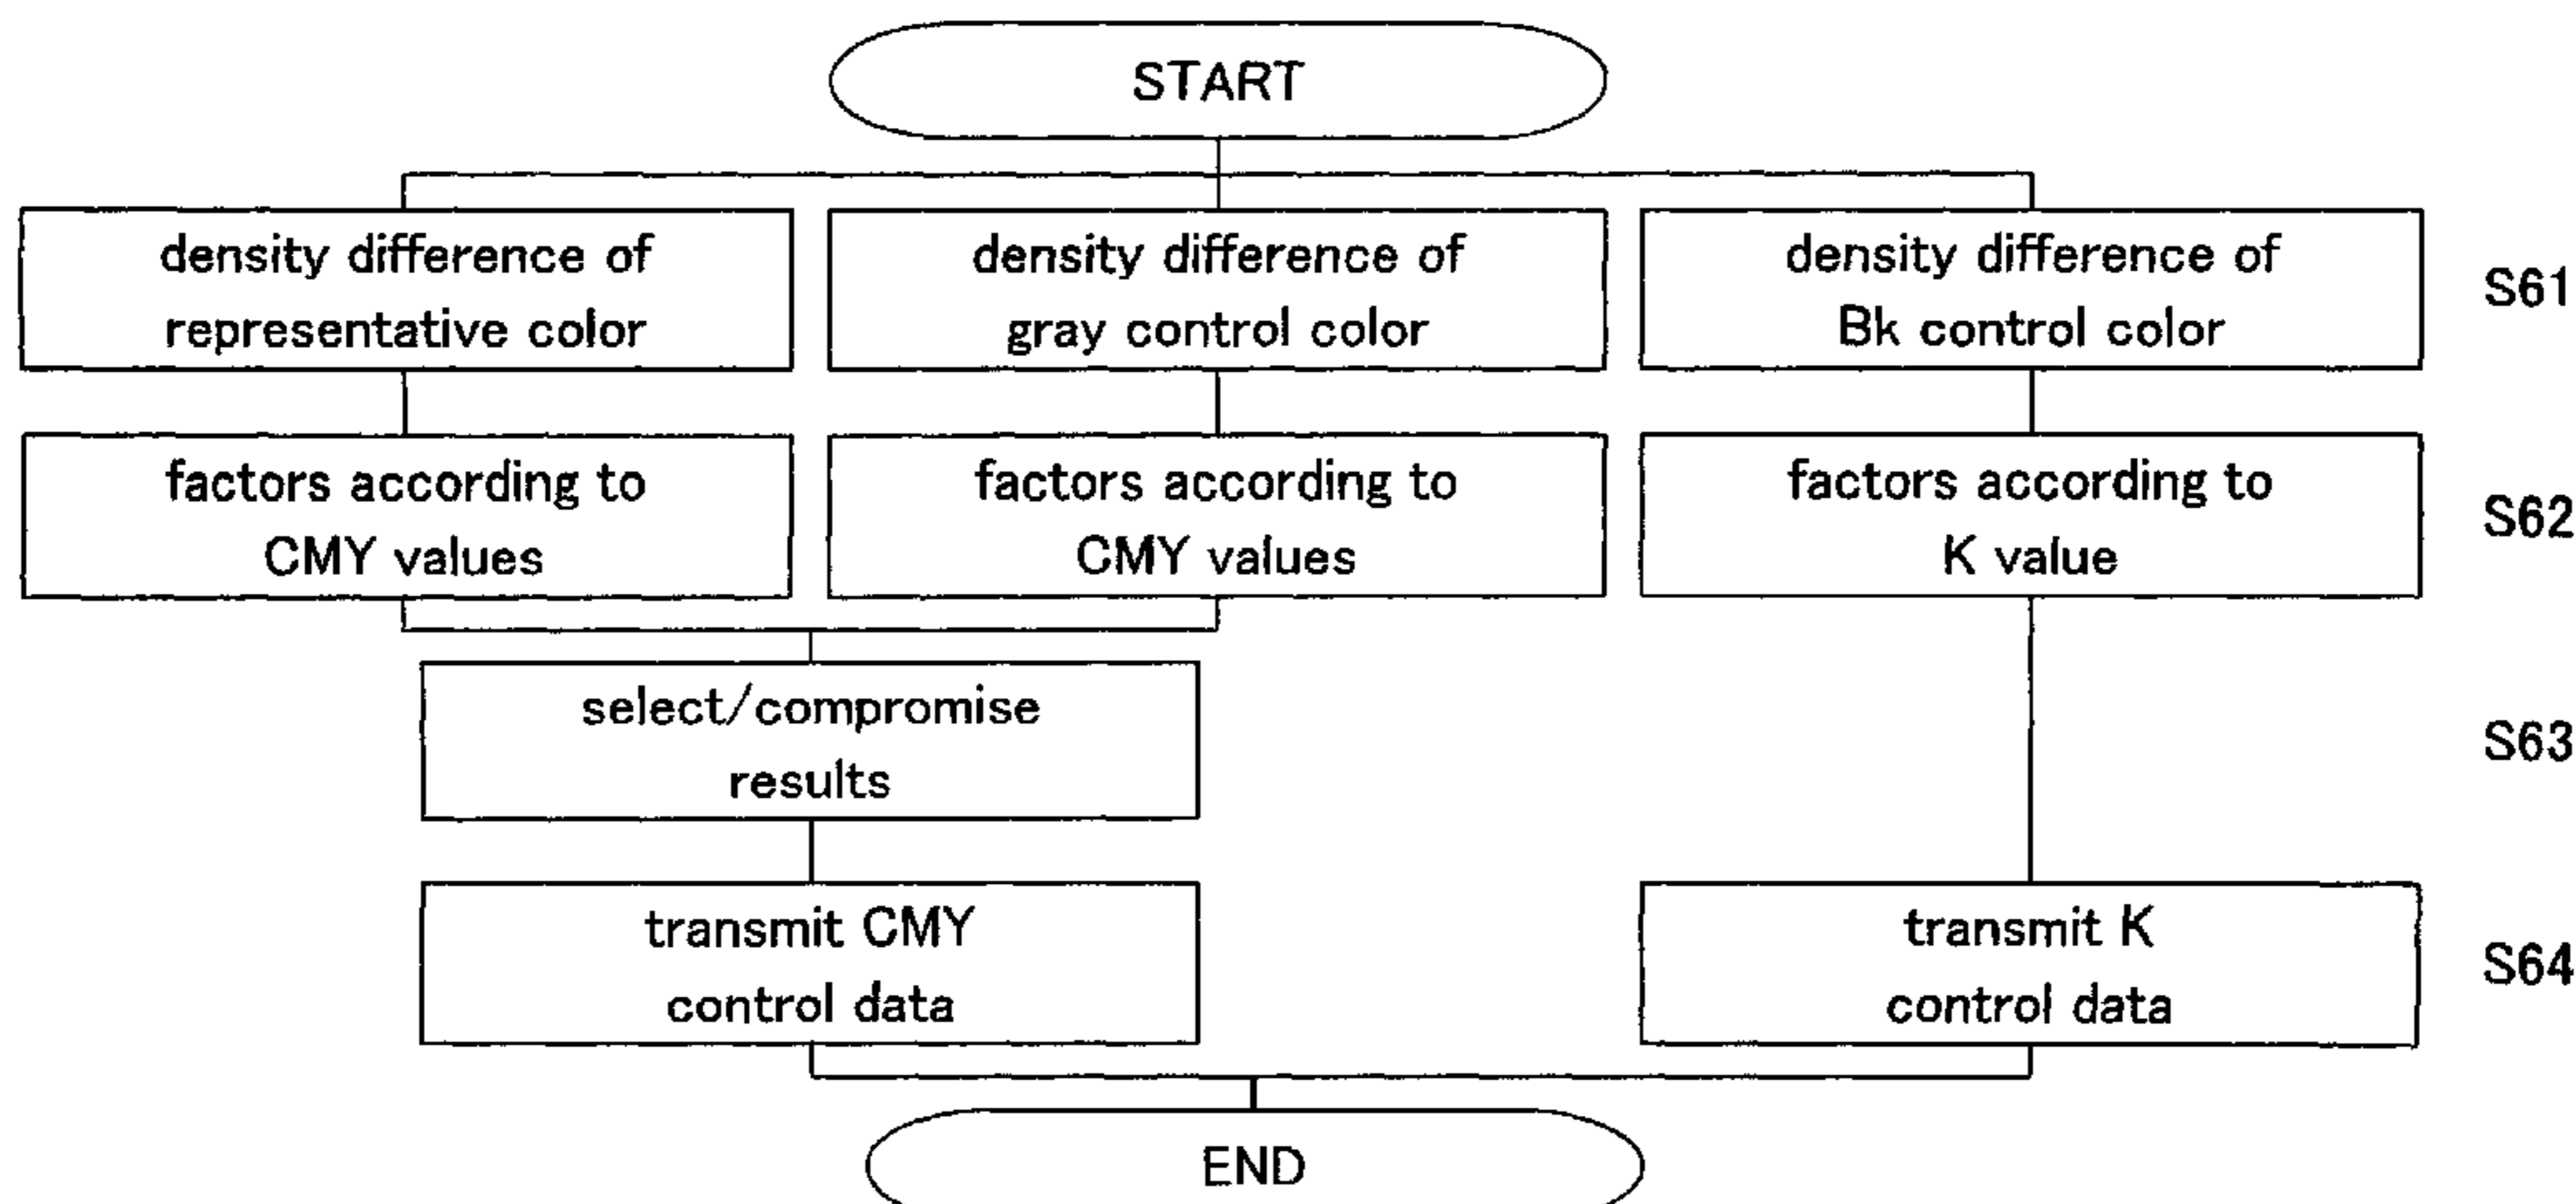 START
density difference of
representative color
density difference of
gray control color
density difference of
Bk control color
S61
factors according to
CMY values
factors according to
CMY values
factors according to
K value
S62
select/compromise
results
S63
transmit CMY
control data
transmit K
control data
S64
END